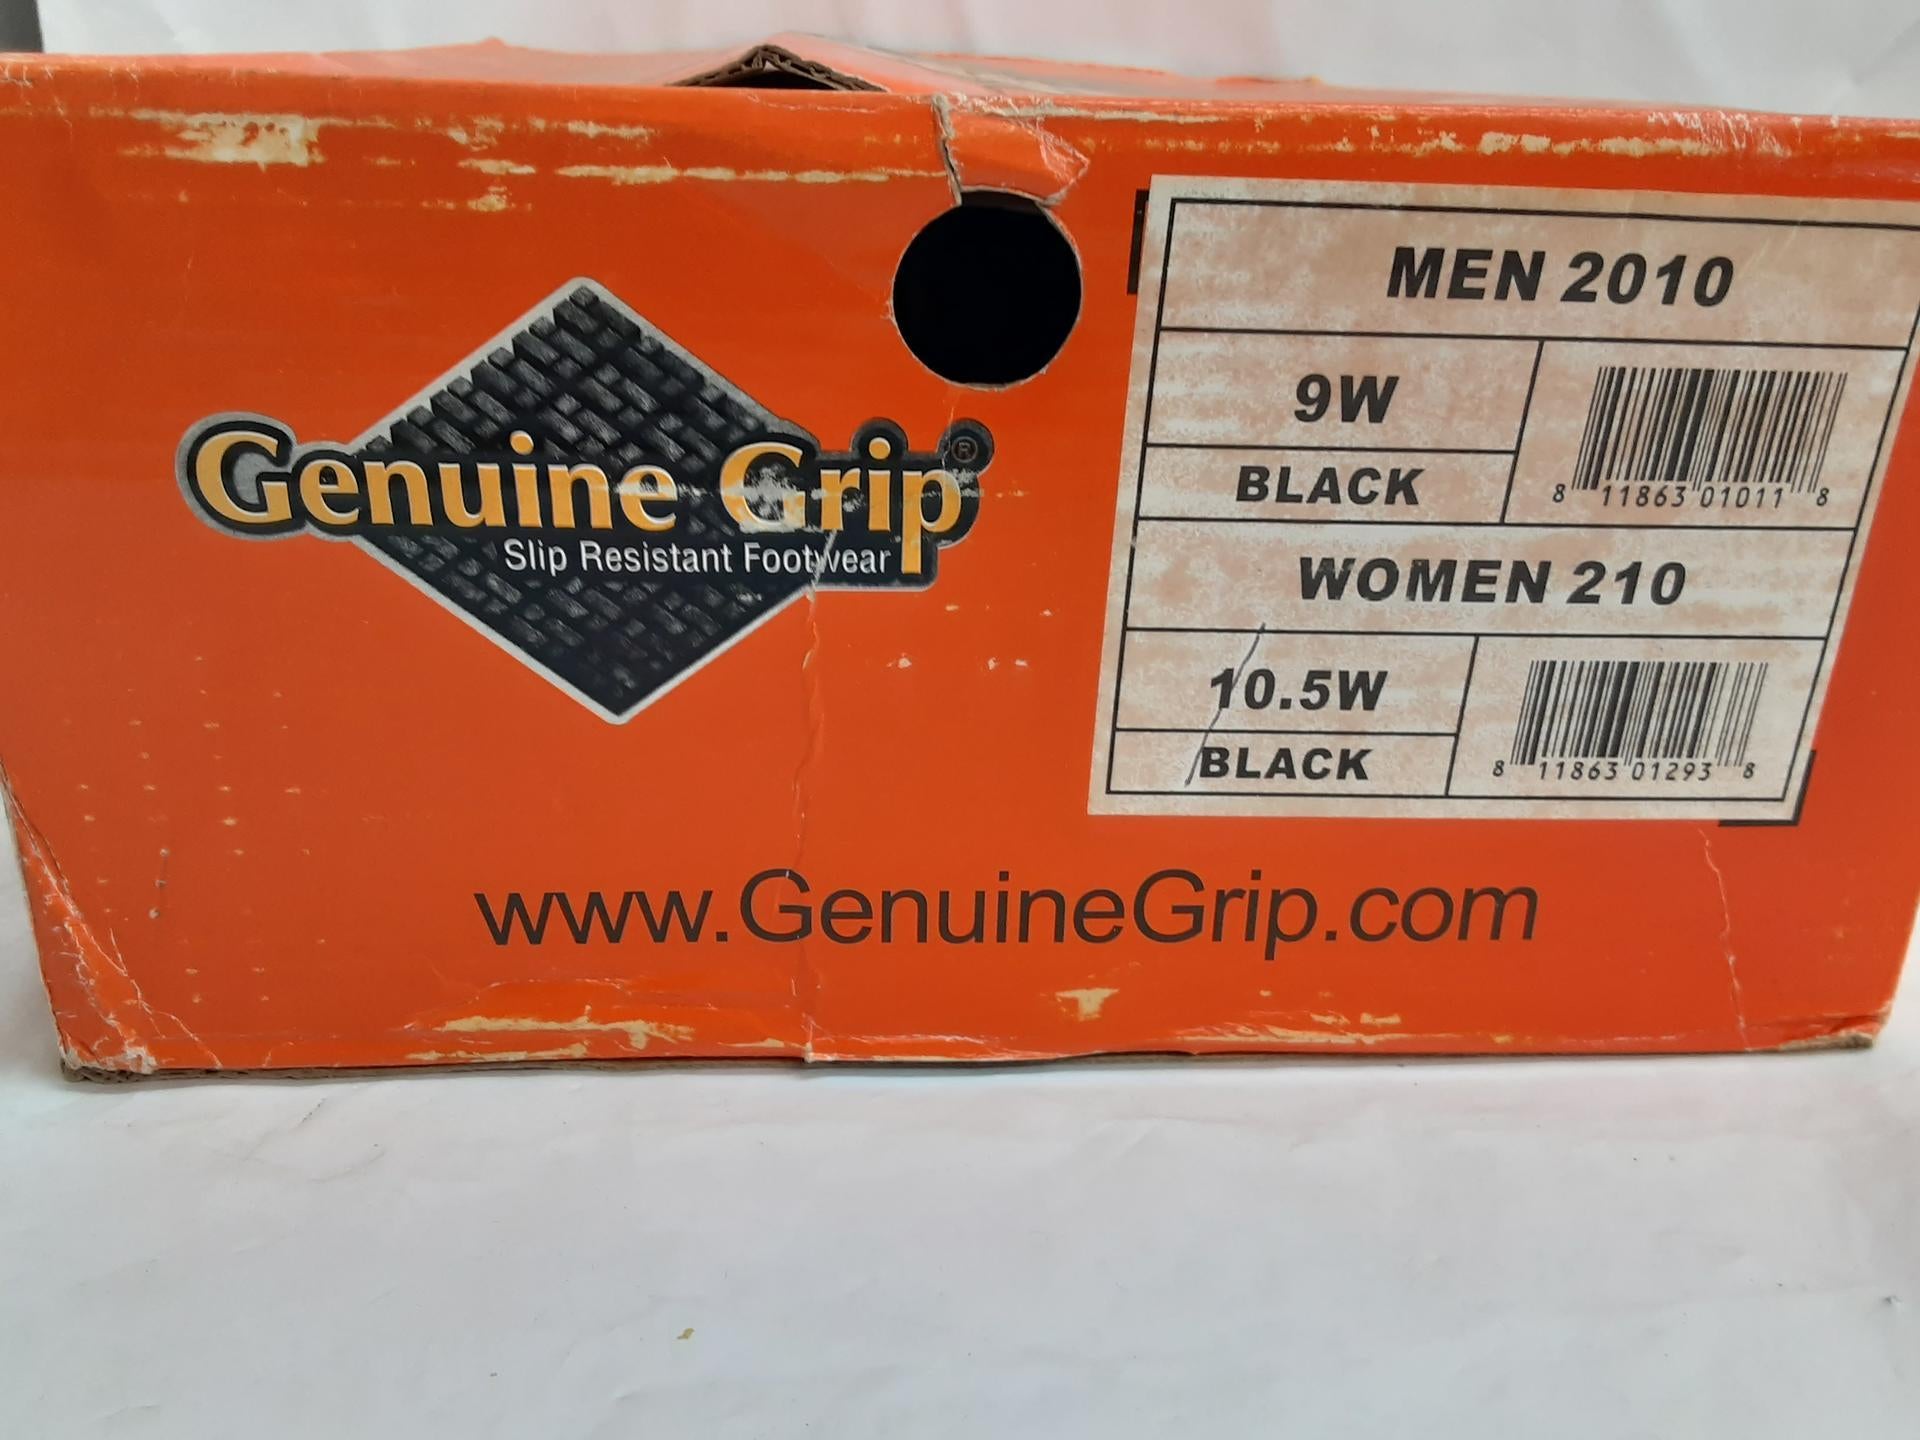 Genuine Grip®
Slip Resistant Footwear
MEN 2010
9W
BLACK
8 11863 01011 8
WOMEN 210
10.5W
BLACK
8 11863 01293 8
www.GenuineGrip.com